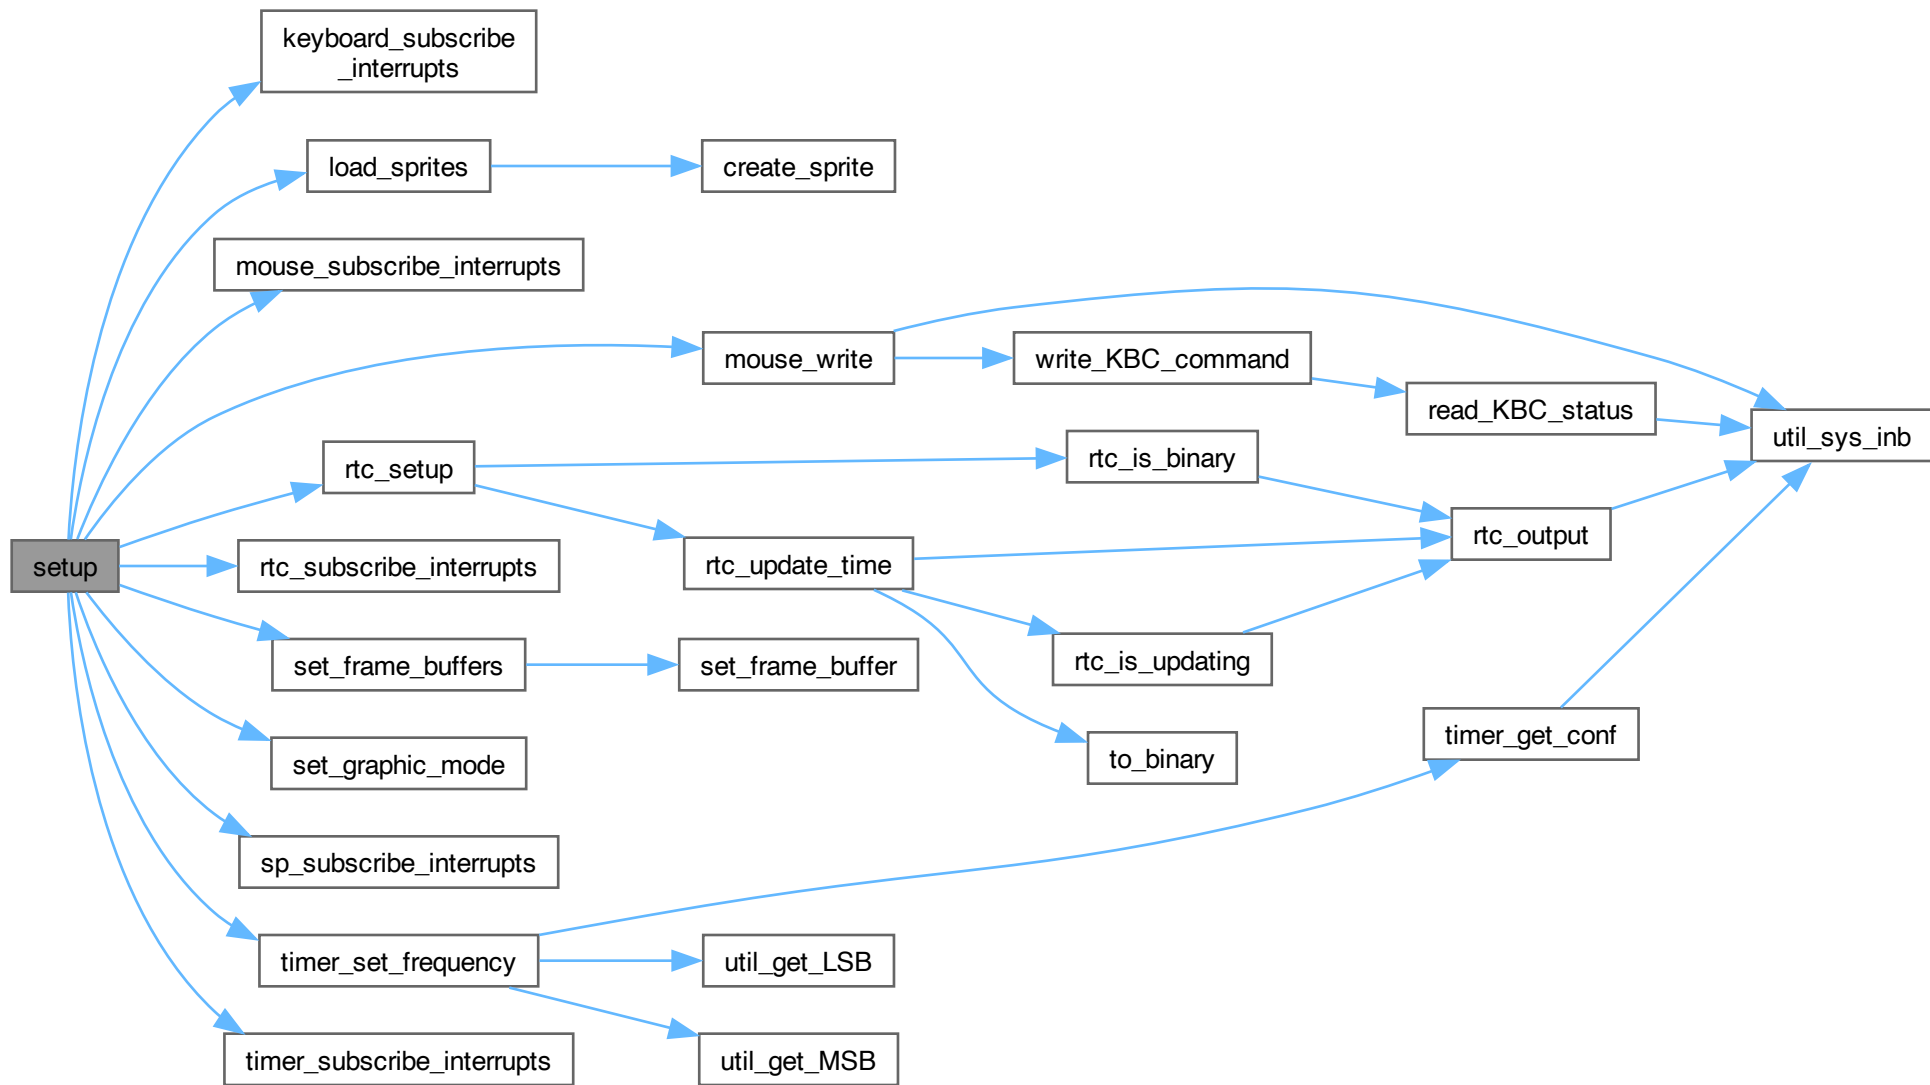 keyboard_subscribe
_interrupts
load_sprites
create_sprite
mouse_subscribe_interrupts
mouse_write
write_KBC_command
read_KBC_status
util_sys_inb
rtc_setup
rtc_is_binary
rtc_output
setup
rtc_subscribe_interrupts
rtc_update_time
set_frame_buffers
set_frame_buffer
rtc_is_updating
timer_get_conf
set_graphic_mode
to_binary
sp_subscribe_interrupts
timer_set_frequency
util_get_LSB
timer_subscribe_interrupts
util_get_MSB